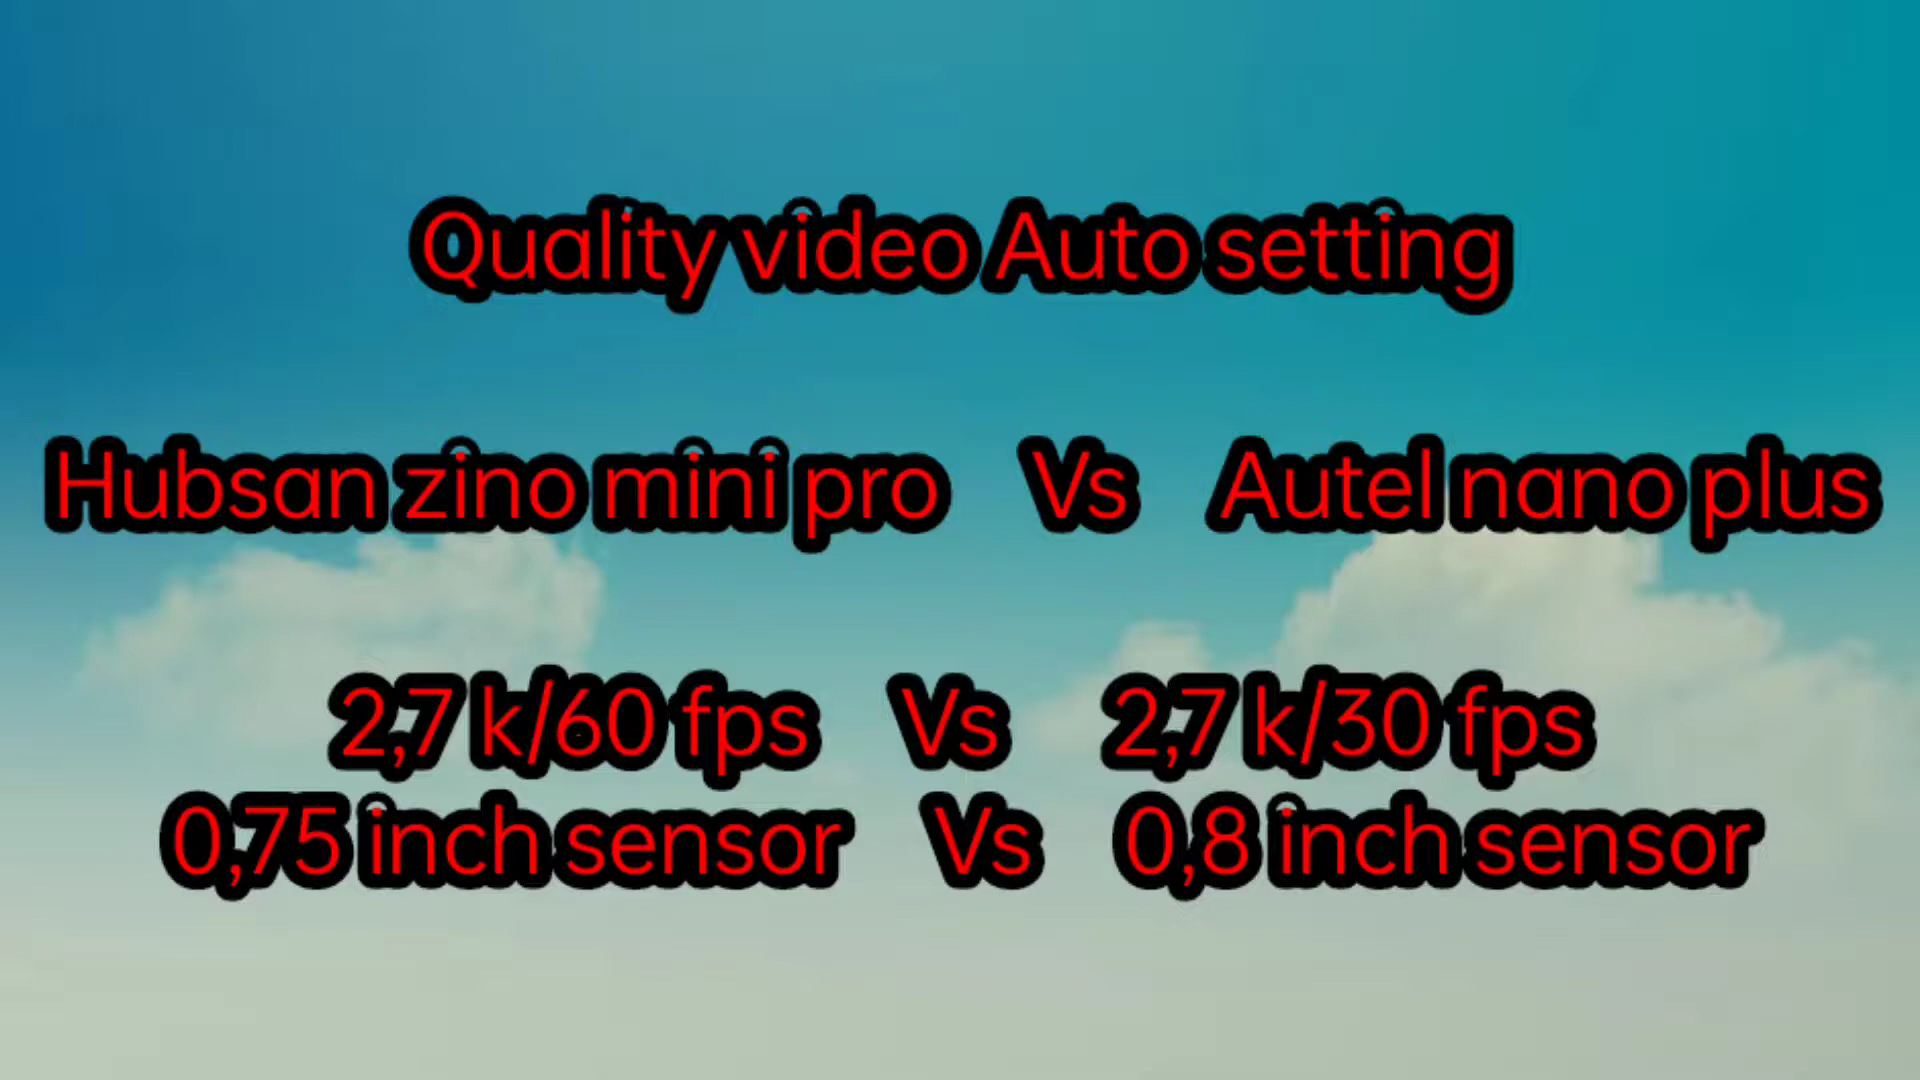 Quality video Auto setting
Hubsan zino mini pro Vs Autel nano plus
2,7 k/60 fps Vs 2,7 k/30 fps
0,75 inch sensor Vs 0,8 inch sensor